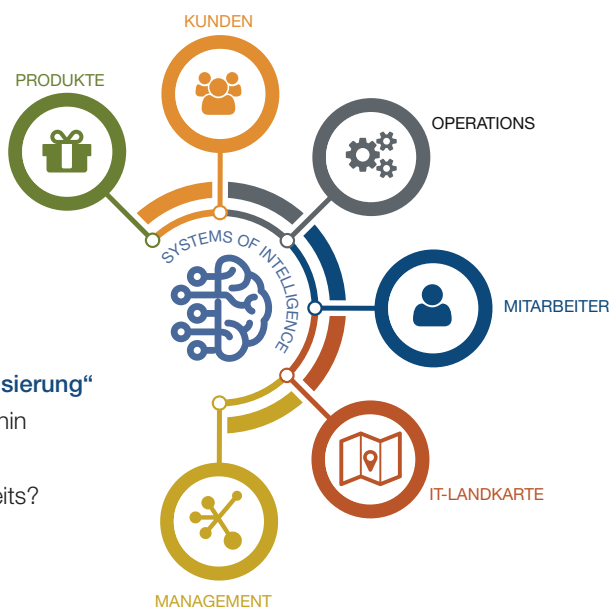 KUNDEN
PRODUKTE
OPERATIONS
SYSTEMS OF INTELLIGENCE
MITARBEITER
sierung“
hin
eits?
IT-LANDKARTE
MANAGEMENT